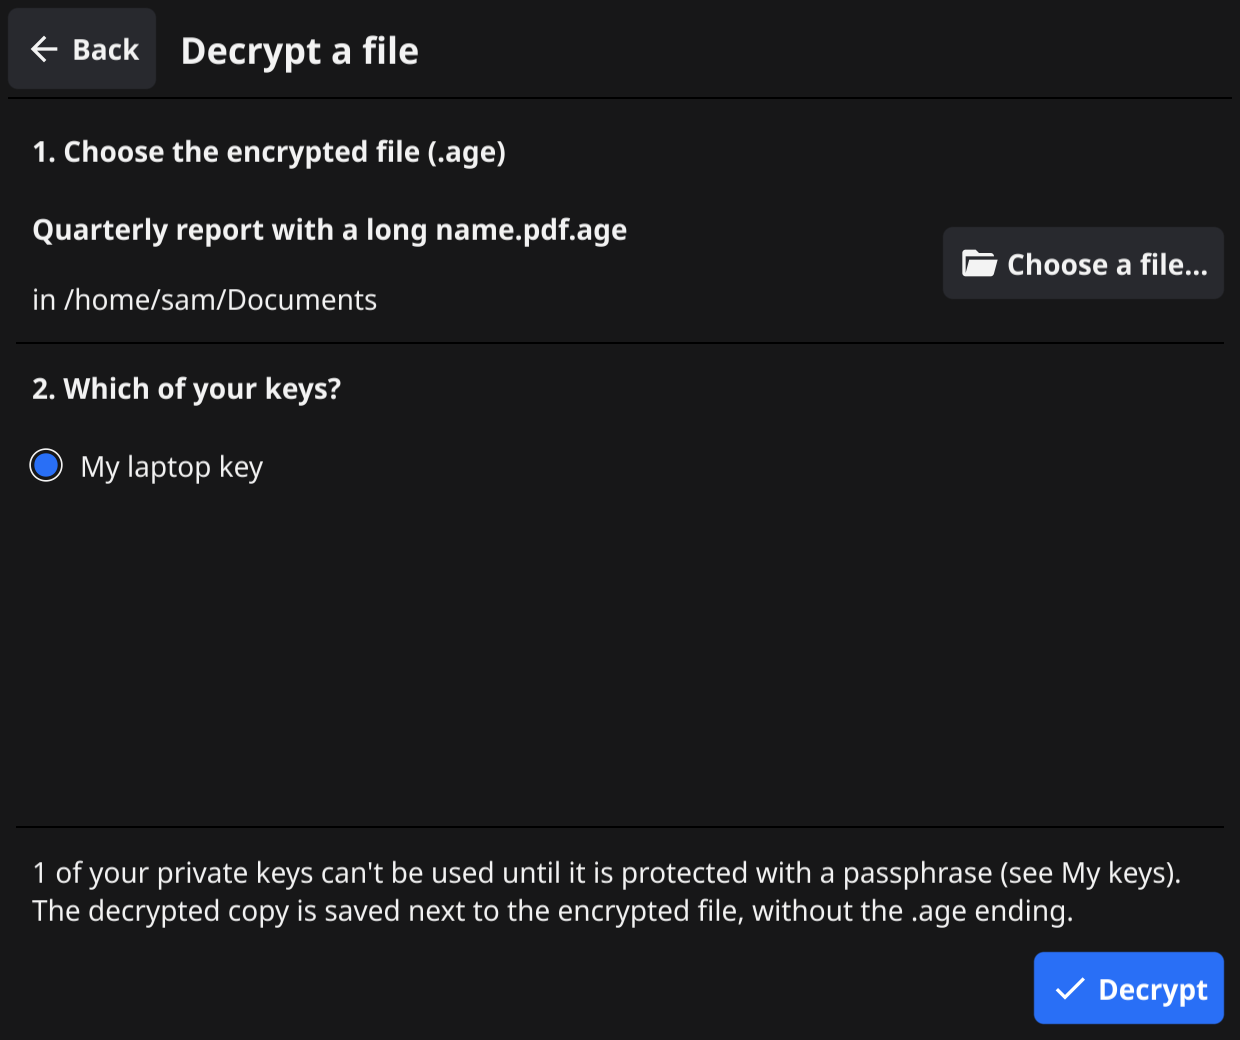 Back
Decrypt a file
1. Choose the encrypted file (.age)
Quarterly report with a long name.pdf.age
in /home/sam/Documents
Choose a file...
2. Which of your keys?
My laptop key
1 of your private keys can't be used until it is protected with a passphrase (see My keys).
The decrypted copy is saved next to the encrypted file, without the .age ending.
Decrypt